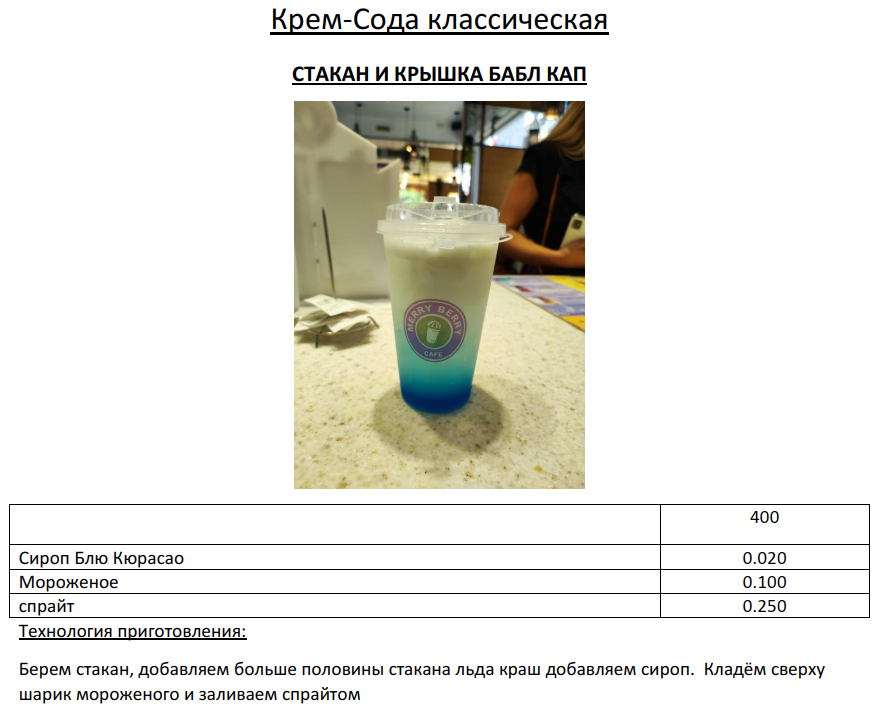 Крем-Сода классическая
СТАКАН И КРЫШКА БАБЛ КАП
MERRY BERRY
CAFE
400
Сироп Блю Кюрасао 0.020
Мороженое 0.100
спрайт 0.250
Технология приготовления:
Берем стакан, добавляем больше половины стакана льда краш добавляем сироп. Кладём сверху
шарик мороженого и заливаем спрайтом